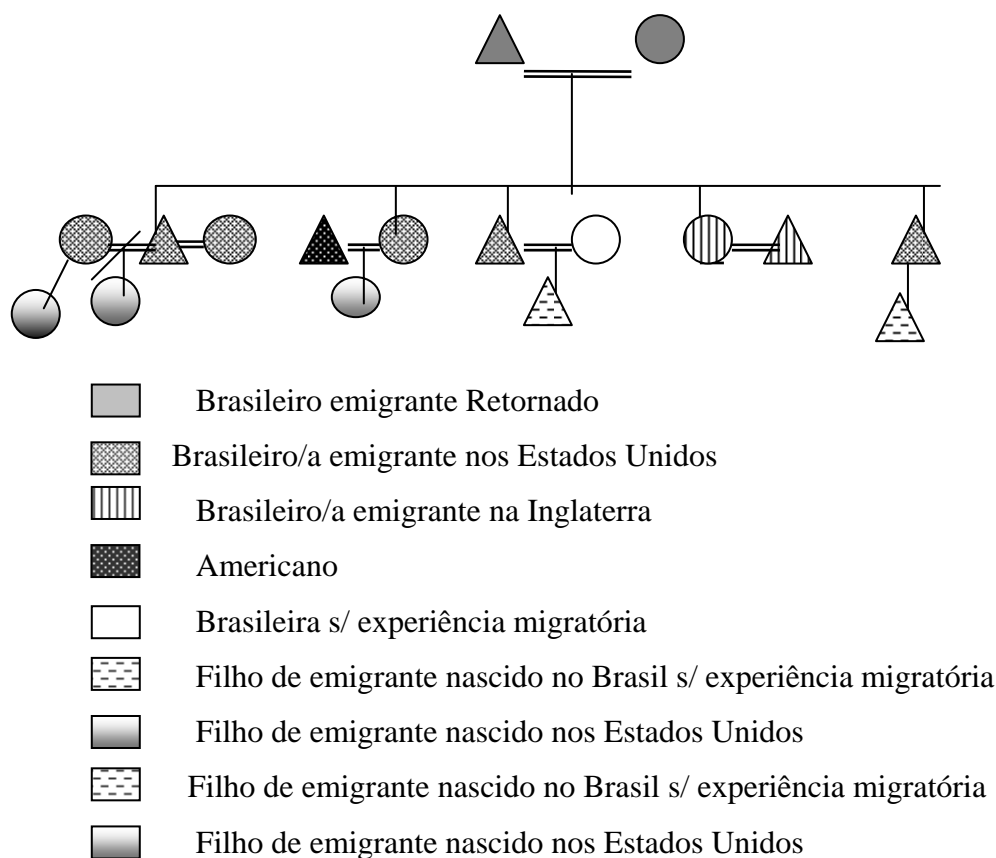 Brasileiro emigrante Retornado
Brasileiro/a emigrante nos Estados Unidos
Brasileiro/a emigrante na Inglaterra
Americano
Brasileira s/ experiência migratória
Filho de emigrante nascido no Brasil s/ experiência migratória
Filho de emigrante nascido nos Estados Unidos
Filho de emigrante nascido no Brasil s/ experiência migratória
Filho de emigrante nascido nos Estados Unidos